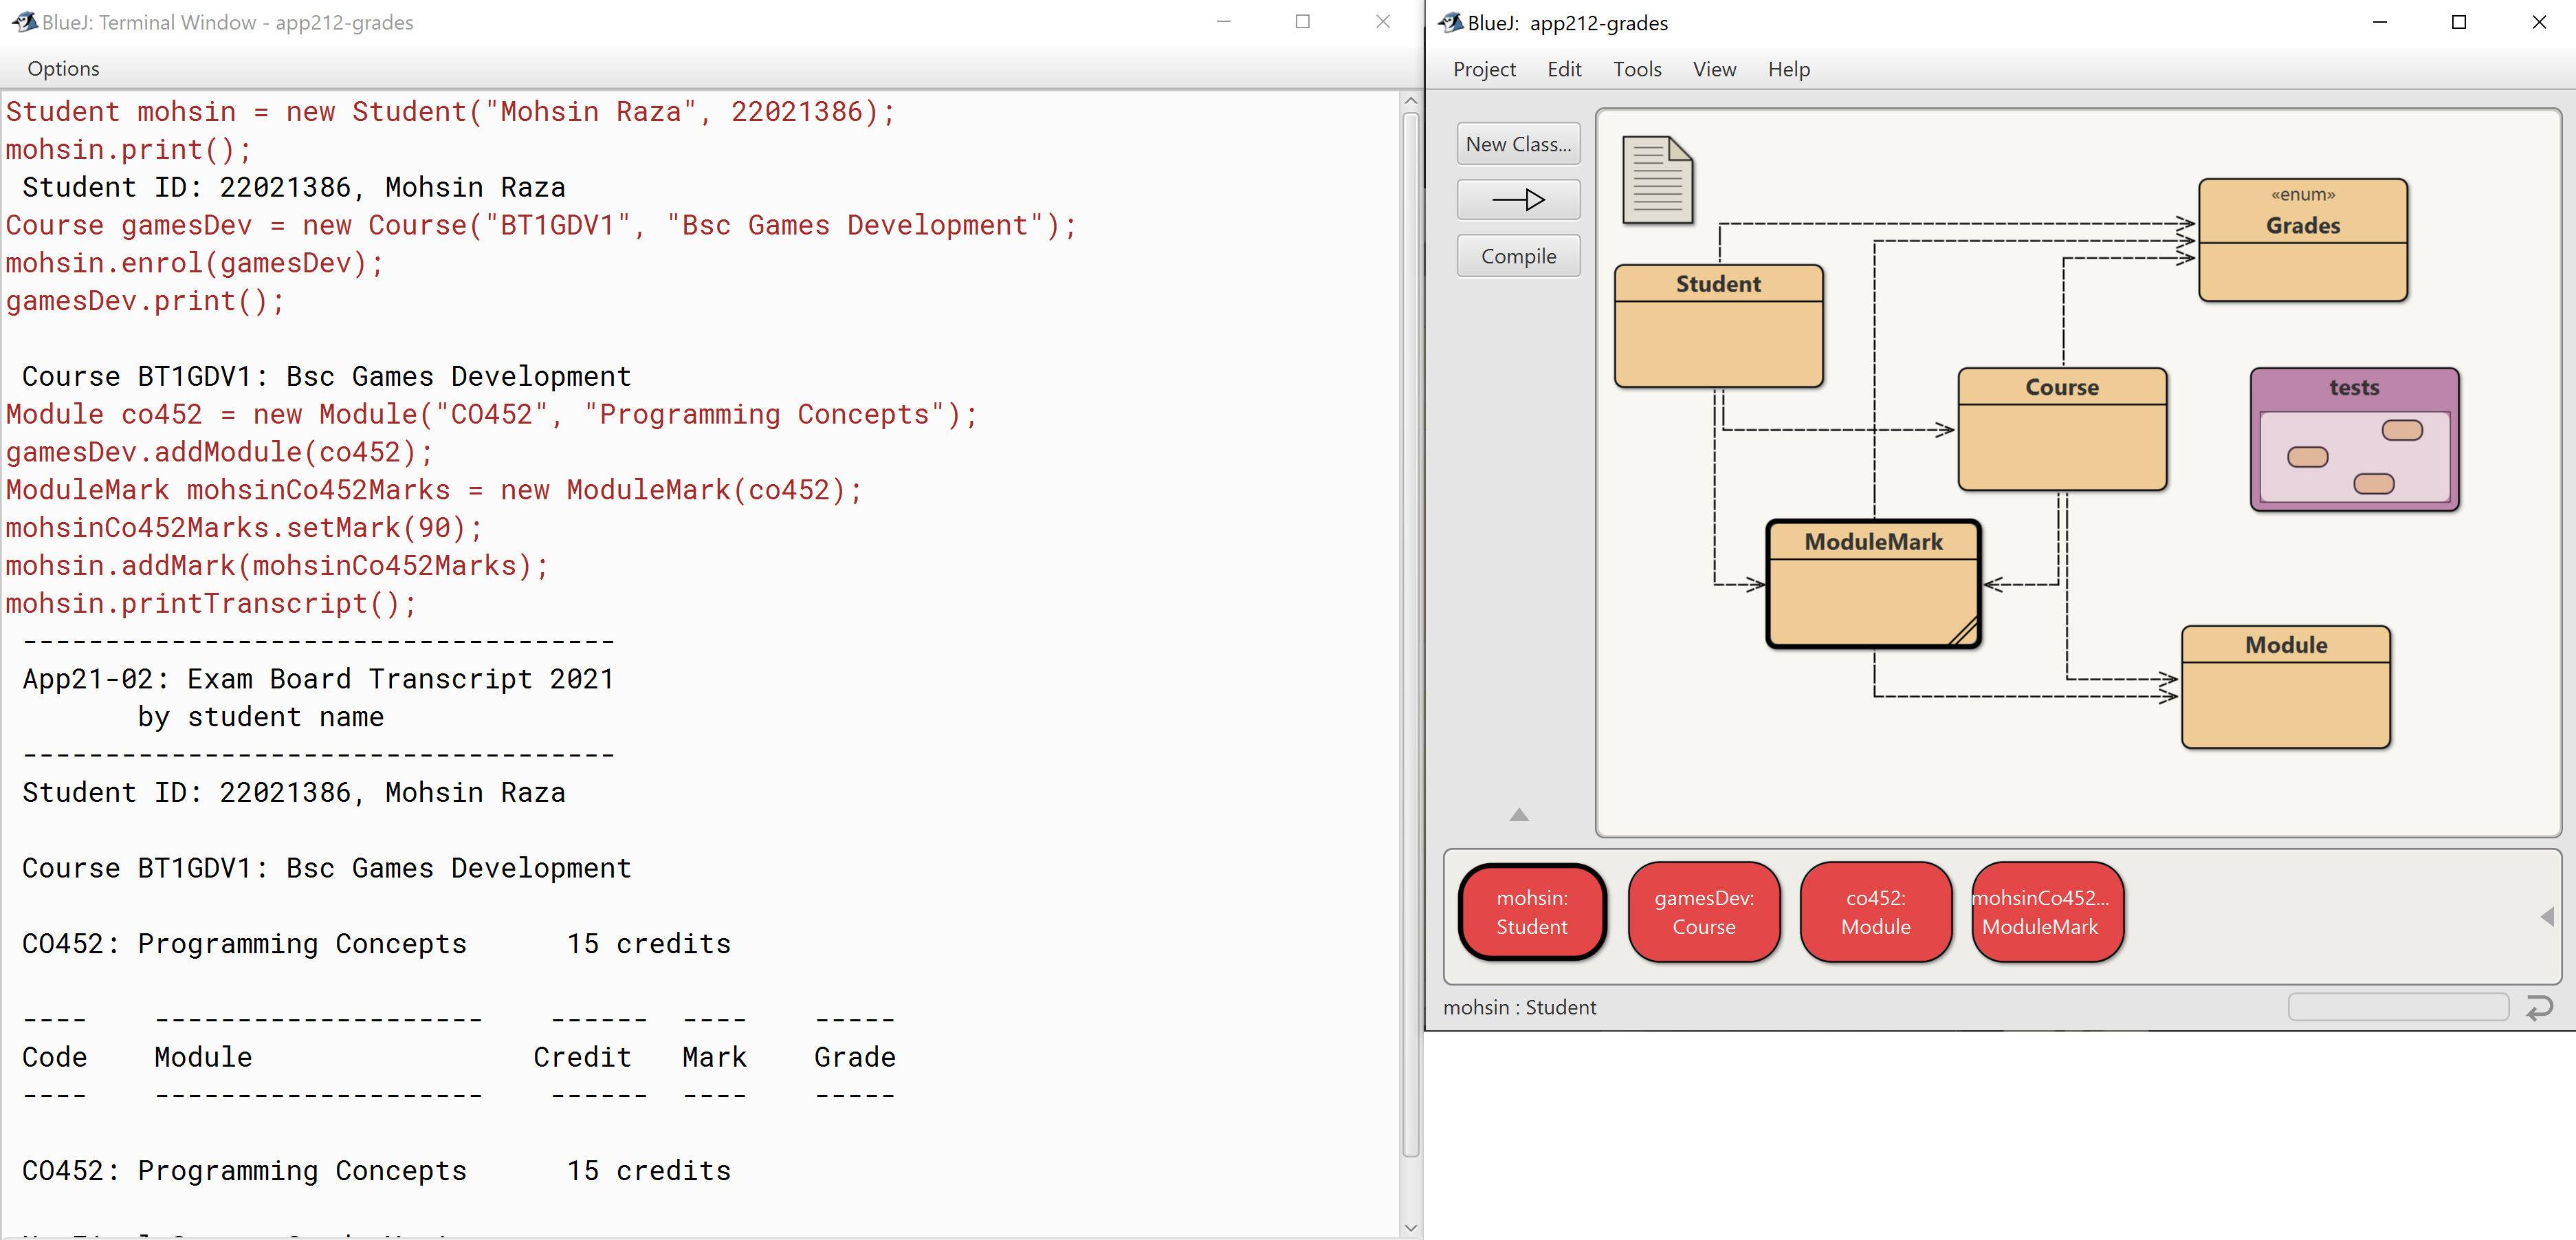 BlueJ: Terminal Window - app212-grades
Options
Student mohsin = new Student("Mohsin Raza", 22021386);
mohsin.print();
Student ID: 22021386, Mohsin Raza
Course gamesDev = new Course("BT1GDV1", "Bsc Games Development");
mohsin.enrol(gamesDev);
gamesDev.print();
Course BT1GDV1: Bsc Games Development
Module co452 = new Module("CO452", "Programming Concepts");
gamesDev.addModule(co452);
ModuleMark mohsinCo452Marks = new ModuleMark(co452);
mohsinCo452Marks.setMark(90);
mohsin.addMark(mohsinCo452Marks);
mohsin.printTranscript();
------------------------------------
App21-02: Exam Board Transcript 2021
by student name
------------------------------------
Student ID: 22021386, Mohsin Raza
Course BT1GDV1: Bsc Games Development
CO452: Programming Concepts 15 credits
---- -------------------- ------ ---- -----
Code Module Credit Mark Grade
---- -------------------- ------ ---- -----
CO452: Programming Concepts 15 credits
BlueJ: app212-grades
Project Edit Tools View Help
New Class...
Compile
«enum»
Grades
Student
Course
tests
ModuleMark
Module
mohsin:
Student
gamesDev:
Course
co452:
Module
mohsinCo452...
ModuleMark
mohsin : Student